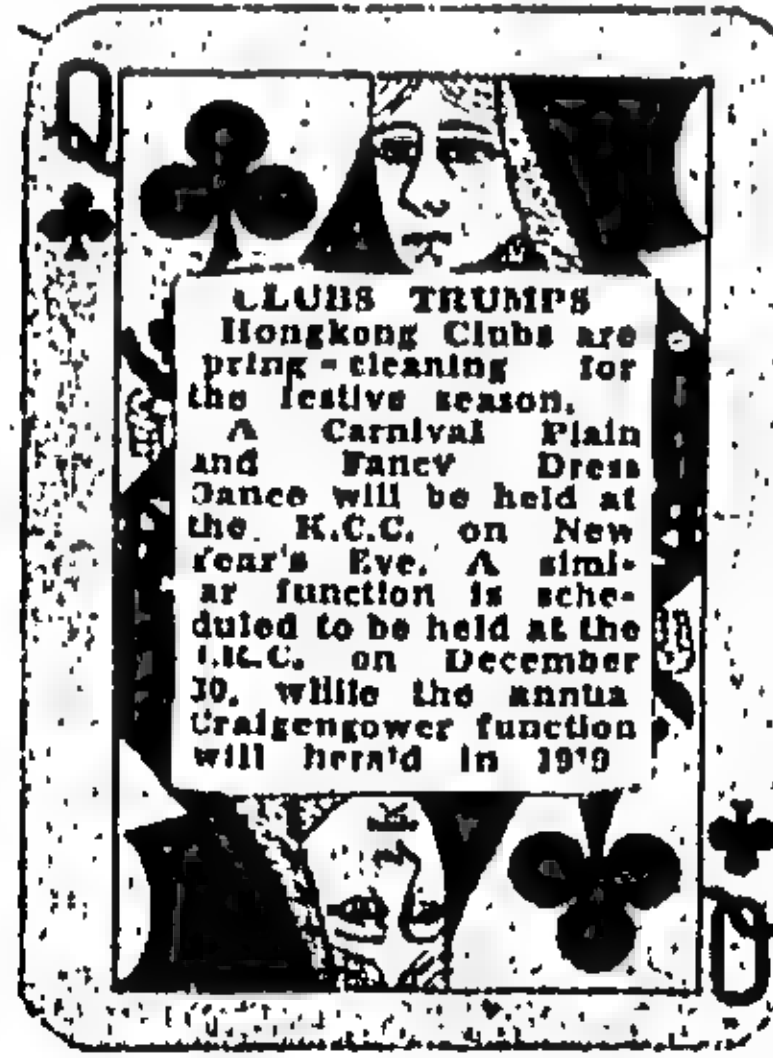 Q
CLUBS TRUMPS
Hongkong Clubs are
pring-cleaning for
the festive season.
A Carnival Plain
and Fancy Dress
Dance will be held at
the K.C.C. on New
Year's Eve. A simi-
ar function is sche-
duled to be held at the
on December
30, while the annua
Craigengower function
will herald in
Q